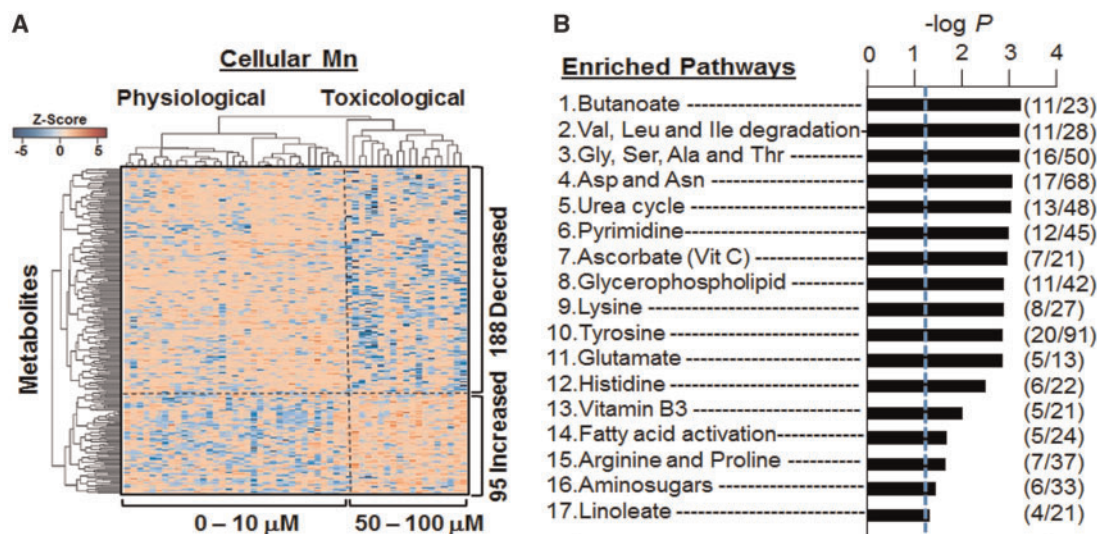 A
Cellular Mn
Physiological Toxicological
Z-Score
-5 0 5
Metabolites
188 Decreased
95 Increased
0 – 10 µM 50 – 100 µM
B
-log P
Enriched Pathways
0 1 2 3 4
1.Butanoate (11/23)
2.Val, Leu and Ile degradation (11/28)
3.Gly, Ser, Ala and Thr (16/50)
4.Asp and Asn (17/68)
5.Urea cycle (13/48)
6.Pyrimidine (12/45)
7.Ascorbate (Vit C) (7/21)
8.Glycerophospholipid (11/42)
9.Lysine (8/27)
10.Tyrosine (20/91)
11.Glutamate (5/13)
12.Histidine (6/22)
13.Vitamin B3 (5/21)
14.Fatty acid activation (5/24)
15.Arginine and Proline (7/37)
16.Aminosugars (6/33)
17.Linoleate (4/21)